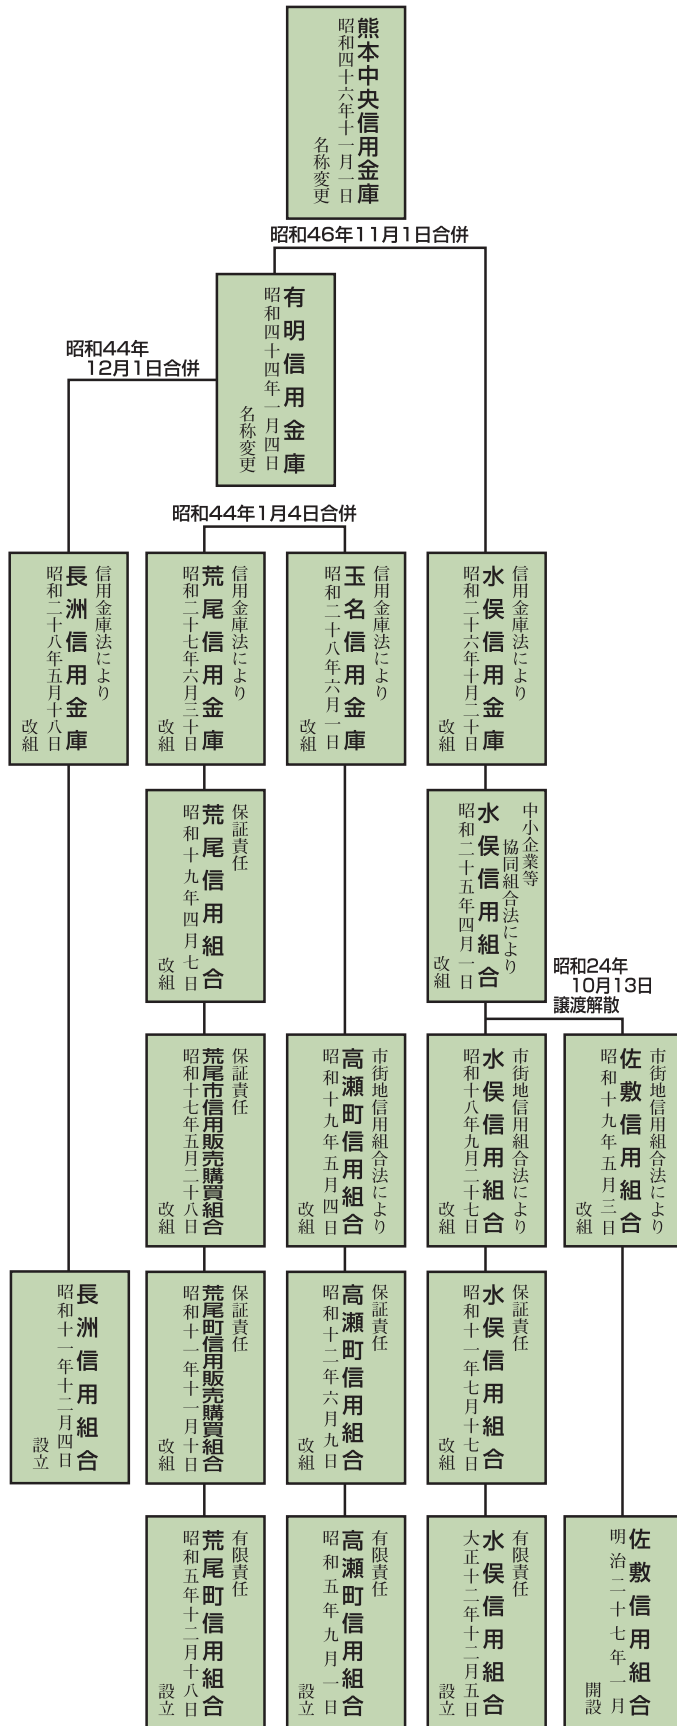 熊本中央信用金庫
昭和四十六年十一月一日
名称変更
昭和46年11月1日合併
有明信用金庫
昭和四十四年一月四日
名称変更
昭和44年
12月1日合併
昭和44年1月4日合併
信用金庫法により
水俣信用金庫
昭和二十六年十月二十日
改組
信用金庫法により
玉名信用金庫
昭和二十八年六月一日
改組
信用金庫法により
荒尾信用金庫
昭和二十七年六月三十日
改組
信用金庫法により
長洲信用金庫
昭和二十八年五月十八日
改組
中小企業等
協同組合法により
水俣信用組合
昭和二十五年四月一日
改組
保証責任
荒尾信用組合
昭和十九年四月七日
改組
昭和24年
10月13日
譲渡解散
市街地信用組合法により
佐敷信用組合
昭和十九年五月三日
改組
市街地信用組合法により
水俣信用組合
昭和十八年九月二十七日
改組
市街地信用組合法により
高瀬町信用組合
昭和十九年五月四日
改組
保証責任
荒尾市信用販売購買組合
昭和十七年五月二十八日
改組
保証責任
水俣信用組合
昭和十一年七月十七日
改組
保証責任
高瀬町信用組合
昭和十二年六月九日
改組
保証責任
荒尾町信用販売購買組合
昭和十一年十一月十日
改組
長洲信用組合
昭和十一年十二月四日
設立
佐敷信用組合
明治二十七年一月
開設
有限責任
水俣信用組合
大正十二年十二月五日
設立
有限責任
高瀬町信用組合
昭和五年九月一日
設立
有限責任
荒尾町信用組合
昭和五年十二月十八日
設立